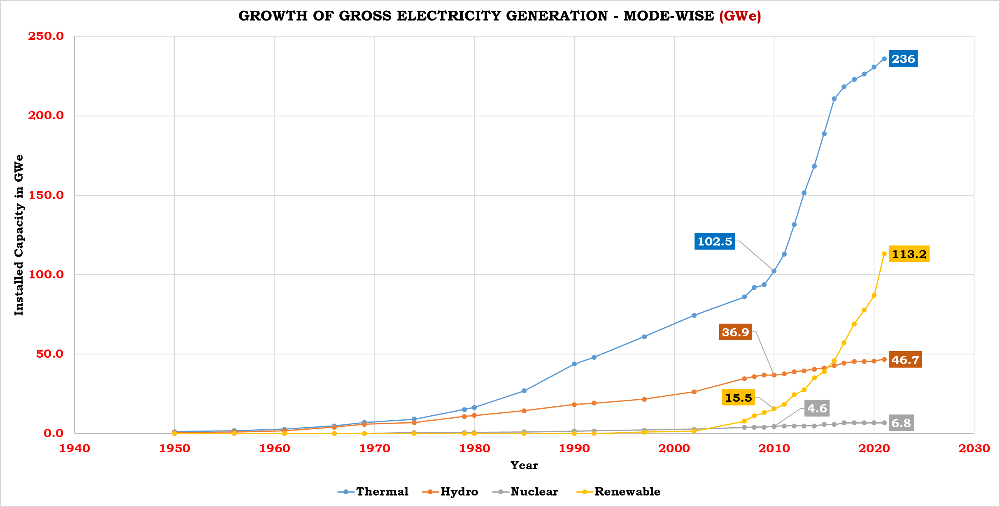 GROWTH OF GROSS ELECTRICITY GENERATION - MODE-WISE (GWe)
Installed Capacity in GWe
250.0
200.0
150.0
100.0
50.0
0.0
236
102.5
113.2
36.9
46.7
15.5
4.6
6.8
1940 1950 1960 1970 1980 1990 2000 2010 2020 2030
Year
Thermal Hydro Nuclear Renewable